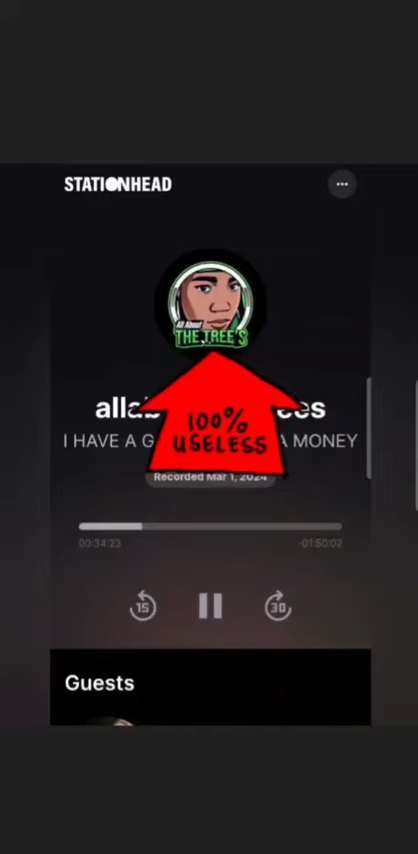 STATIONHEAD
All About
THE TREE'S
100%
USELESS
I HAVE A MONEY
Recorded Mar 1, 2024
00:34:23
-01:50:02
15
30
Guests